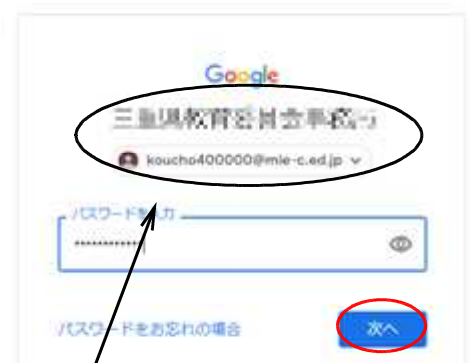 Google
三重県教育委員会事務局
koucho400000@mie-c.ed.jp
パスワードを入力
••••••••••••
パスワードをお忘れの場合
次へ